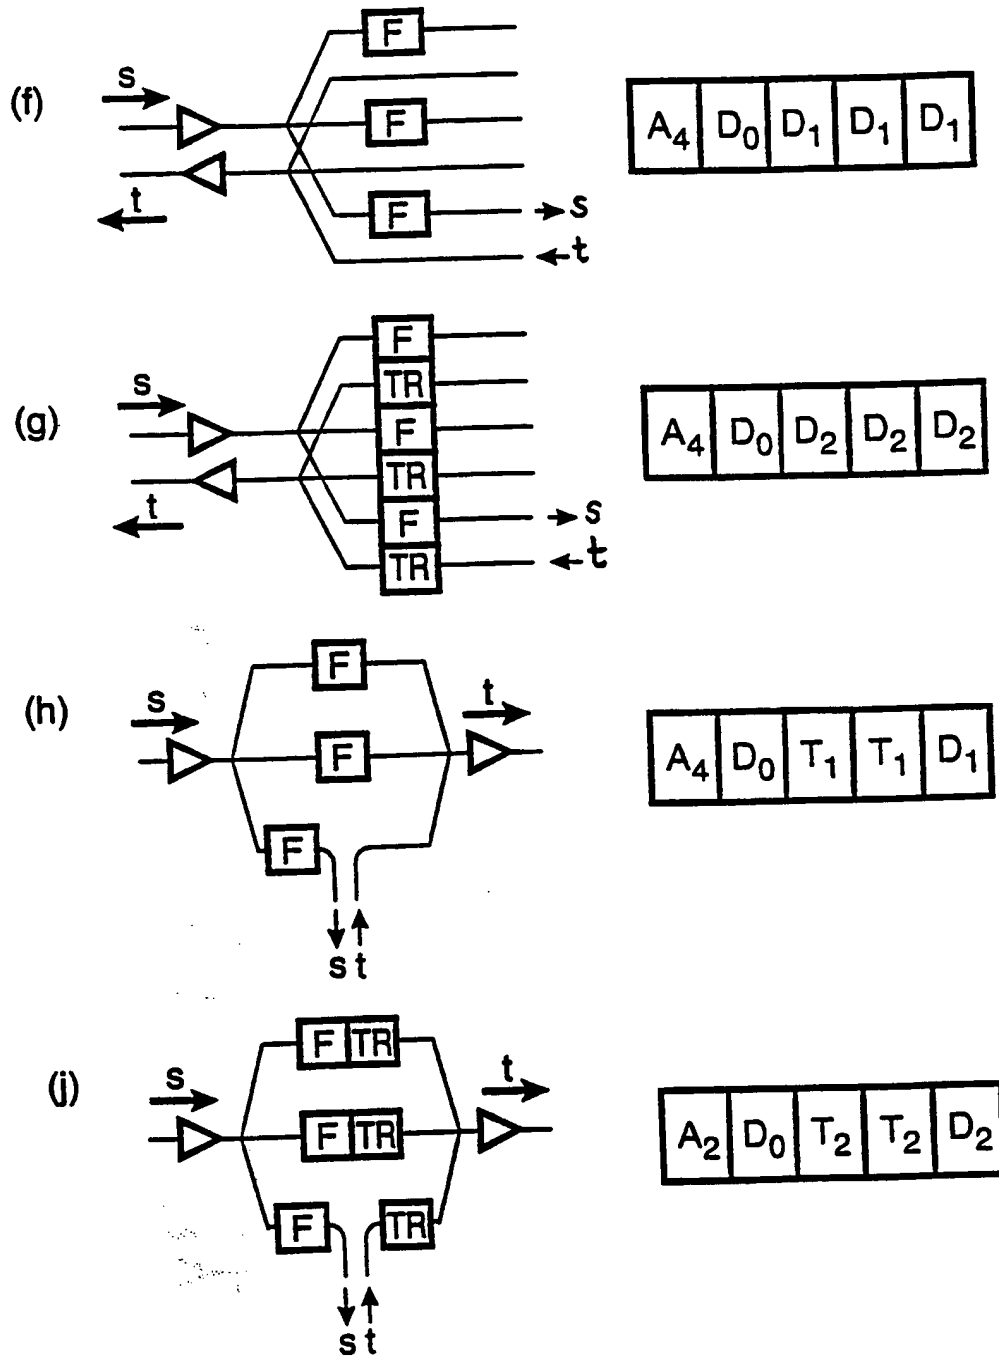 F
s
(f)
F
A4 D0 D1 D1 D1
t
F
s
t
F
s
TR
(g)
F
A4 D0 D2 D2 D2
TR
t
F
s
TR
t
F
(h)
s
t
F
A4 D0 T1 T1 D1
F
s t
F TR
(j)
s
t
F TR
A2 D0 T2 T2 D2
F
TR
s t